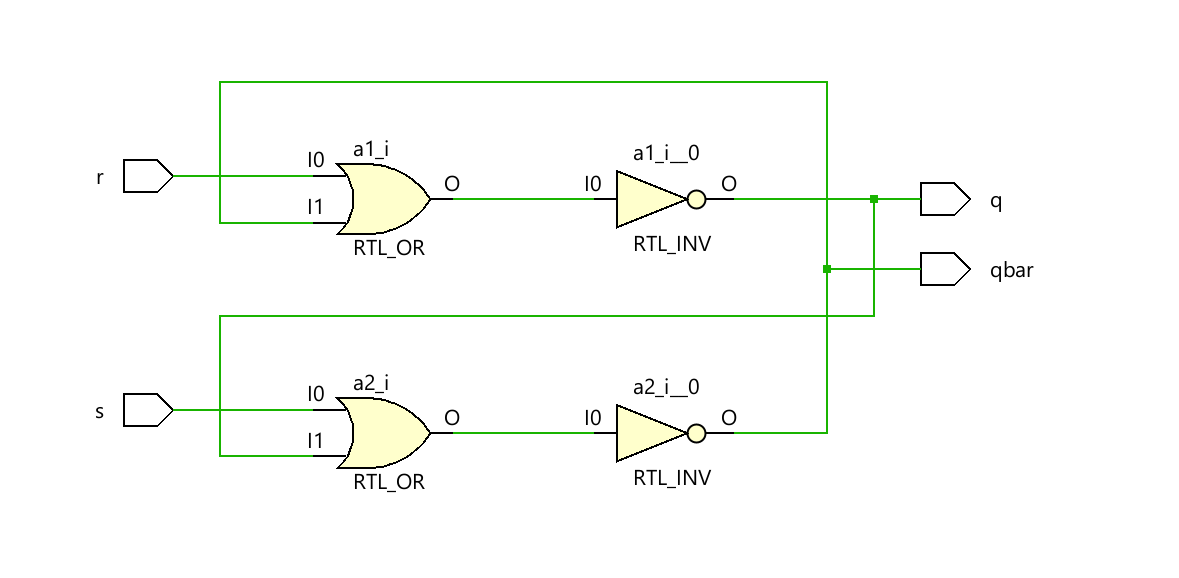 a1_i
a1_i__0
I0
r
I1
O
I0
O
q
RTL_OR
RTL_INV
qbar
a2_i
a2_i__0
I0
s
I1
O
I0
O
RTL_OR
RTL_INV